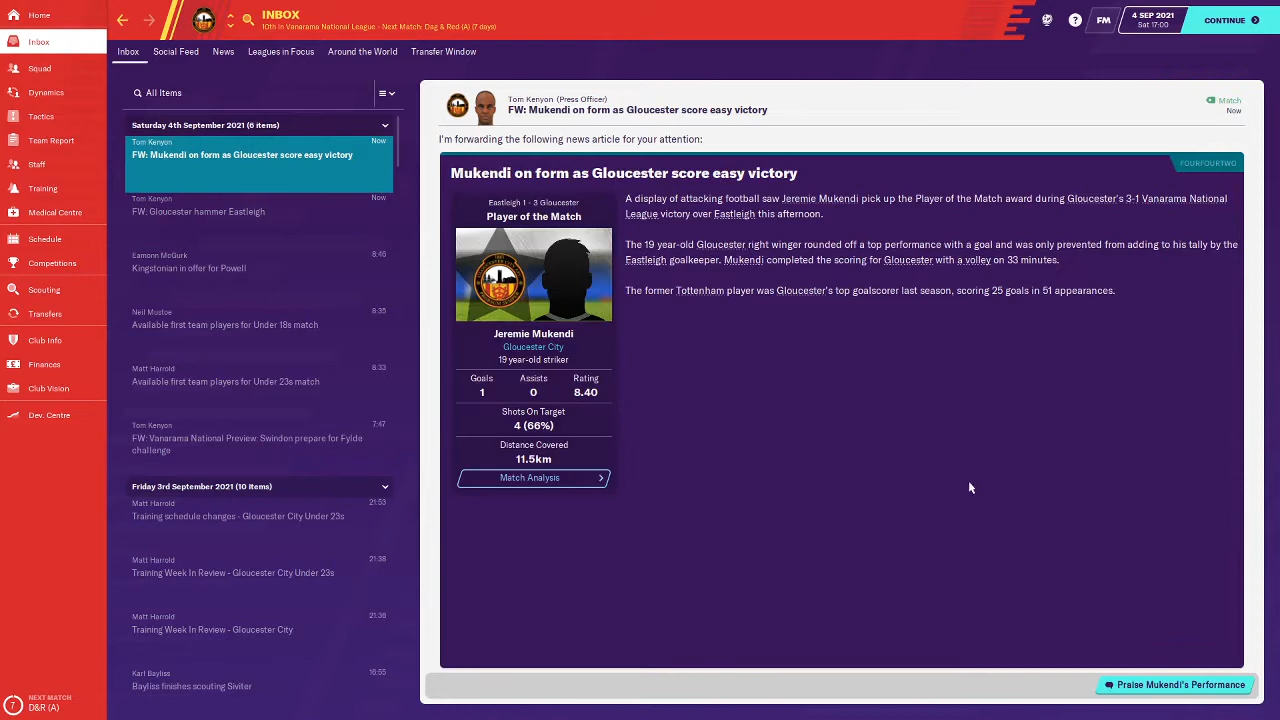 Home
Inbox
Squad
Dynamics
Tactics
Team Report
Staff
Training
Medical Centre
Schedule
Competitions
Scouting
Transfers
Club Info
Finances
Club Vision
Dev. Centre
7
NEXT MATCH
D&R (A)
INBOX
10th in Vanarama National League - Next Match: Dag & Red (A) (7 days)
?
FM
4 SEP 2021
Sat 17:00
CONTINUE
Inbox
Social Feed
News
Leagues in Focus
Around the World
Transfer Window
All Items
Saturday 4th September 2021 (6 items)
Tom Kenyon
Now
FW: Mukendi on form as Gloucester score easy victory
Tom Kenyon
Now
FW: Gloucester hammer Eastleigh
Eamonn McGurk
8:46
Kingstonian in offer for Powell
Neil Mustoe
8:35
Available first team players for Under 18s match
Matt Harrold
8:33
Available first team players for Under 23s match
Tom Kenyon
7:47
FW: Vanarama National Preview: Swindon prepare for Fylde
challenge
Friday 3rd September 2021 (10 items)
Matt Harrold
21:53
Training schedule changes - Gloucester City Under 23s
Matt Harrold
21:38
Training Week In Review - Gloucester City Under 23s
Matt Harrold
21:36
Training Week In Review - Gloucester City
Karl Bayliss
16:55
Bayliss finishes scouting Siviter
Tom Kenyon (Press Officer)
FW: Mukendi on form as Gloucester score easy victory
Match
Now
I'm forwarding the following news article for your attention:
FOURFOURTWO
Mukendi on form as Gloucester score easy victory
Eastleigh 1 - 3 Gloucester
Player of the Match
Jeremie Mukendi
Gloucester City
19 year-old striker
Goals
Assists
Rating
1
0
8.40
Shots On Target
4 (66%)
Distance Covered
11.5km
Match Analysis
A display of attacking football saw Jeremie Mukendi pick up the Player of the Match award during Gloucester's 3-1 Vanarama National
League victory over Eastleigh this afternoon.
The 19 year-old Gloucester right winger rounded off a top performance with a goal and was only prevented from adding to his tally by the
Eastleigh goalkeeper. Mukendi completed the scoring for Gloucester with a volley on 33 minutes.
The former Tottenham player was Gloucester's top goalscorer last season, scoring 25 goals in 51 appearances.
Praise Mukendi's Performance